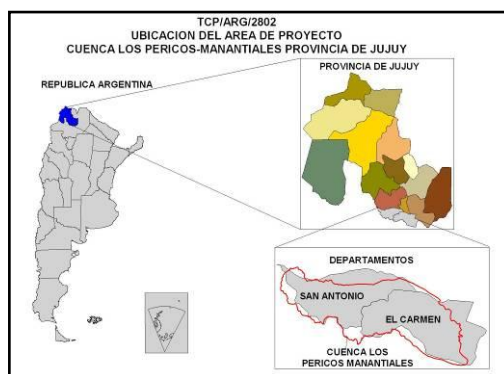 TCP/ARG/2802
UBICACION DEL AREA DE PROYECTO
CUENCA LOS PERICOS-MANANTIALES PROVINCIA DE JUJUY
REPUBLICA ARGENTINA
PROVINCIA DE JUJUY
DEPARTAMENTOS
SAN ANTONIO
EL CARMEN
CUENCA LOS
PERICOS MANANTIALES